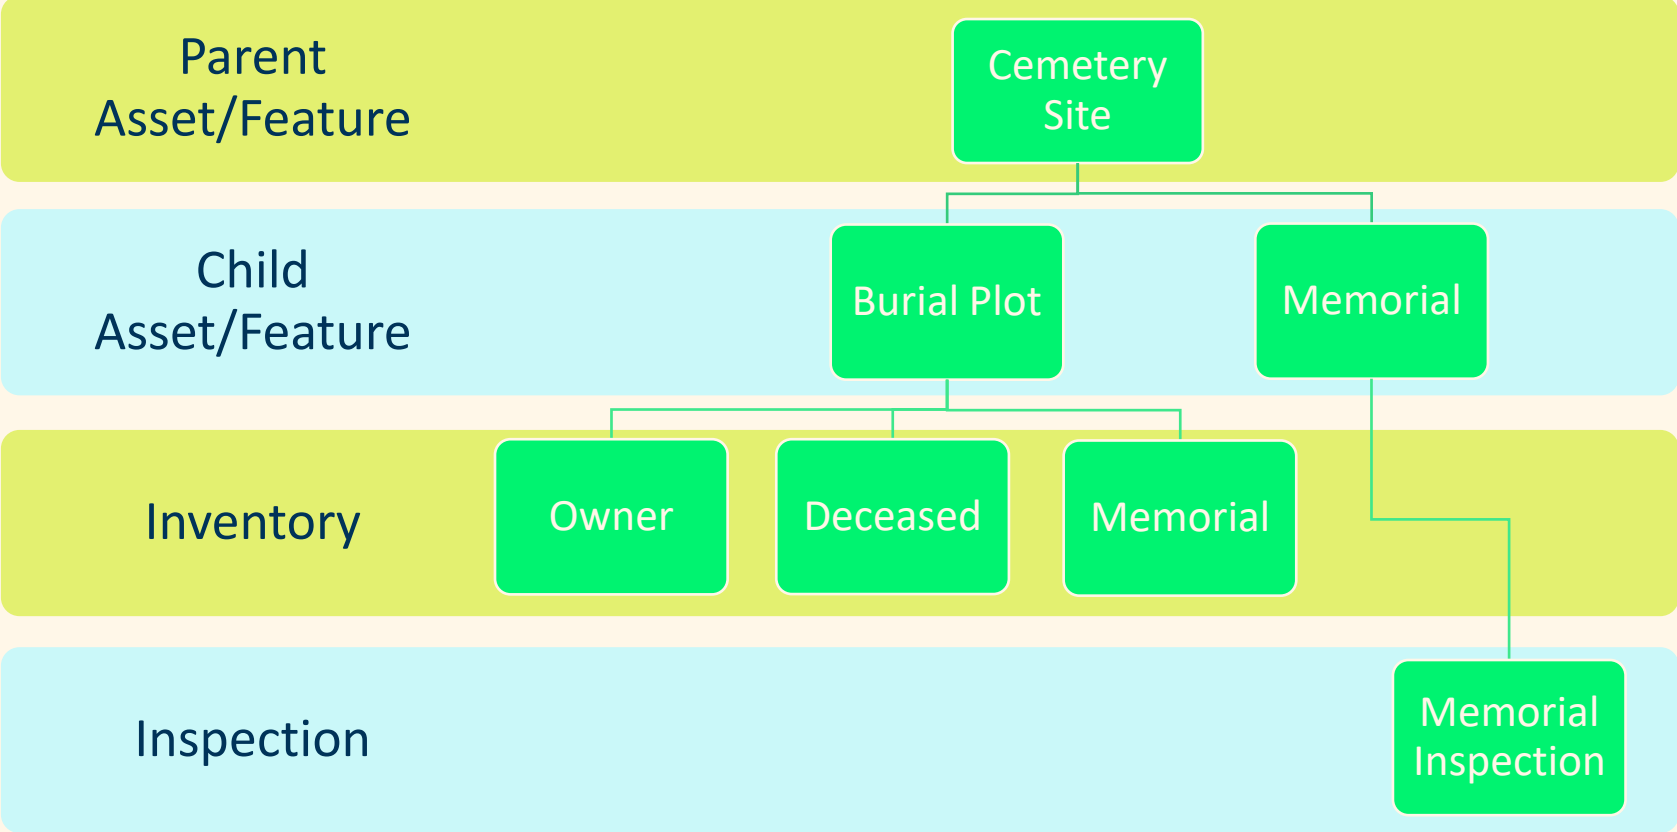 Parent
Asset/Feature
Cemetery
Site
Child
Asset/Feature
Burial Plot
Memorial
Inventory
Owner
Deceased
Memorial
Inspection
Memorial
Inspection